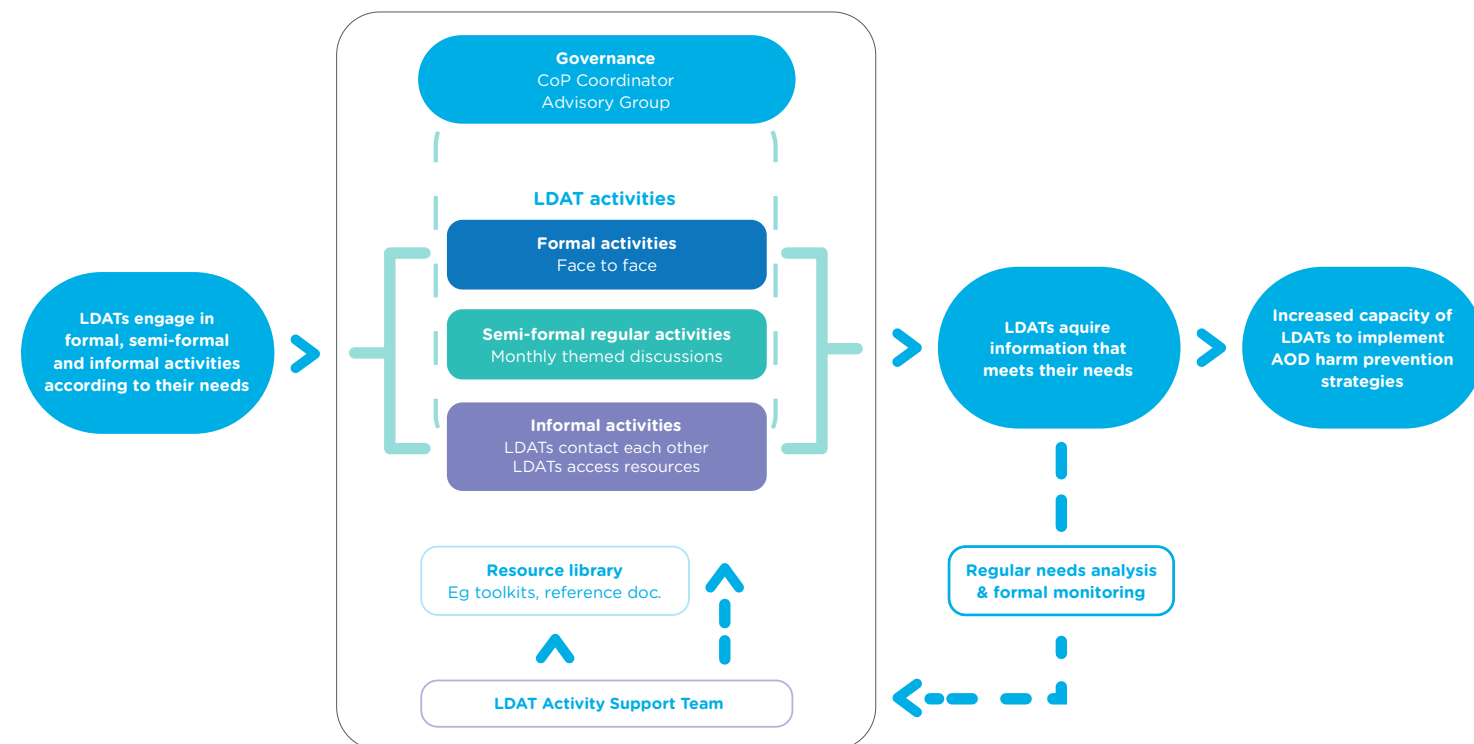 Governance
CoP Coordinator
Advisory Group
LDAT activities
Formal activities
Face to face
Semi-formal regular activities
Monthly themed discussions
Informal activities
LDATs contact each other
LDATs access resources
LDATs engage in
formal, semi-formal
and informal activities
according to their needs
LDATs aquire
information that
meets their needs
Increased capacity of
LDATs to implement
AOD harm prevention
strategies
Resource library
Eg toolkits, reference doc.
Regular needs analysis
& formal monitoring
LDAT Activity Support Team